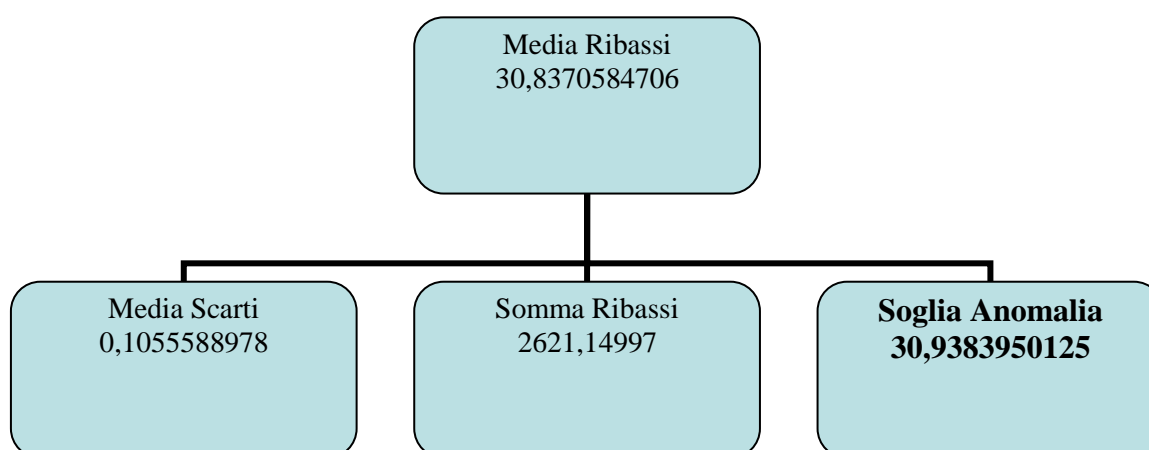 Media Ribassi
30,8370584706
Media Scarti
0,1055588978
Somma Ribassi
2621,14997
Soglia Anomalia
30,9383950125